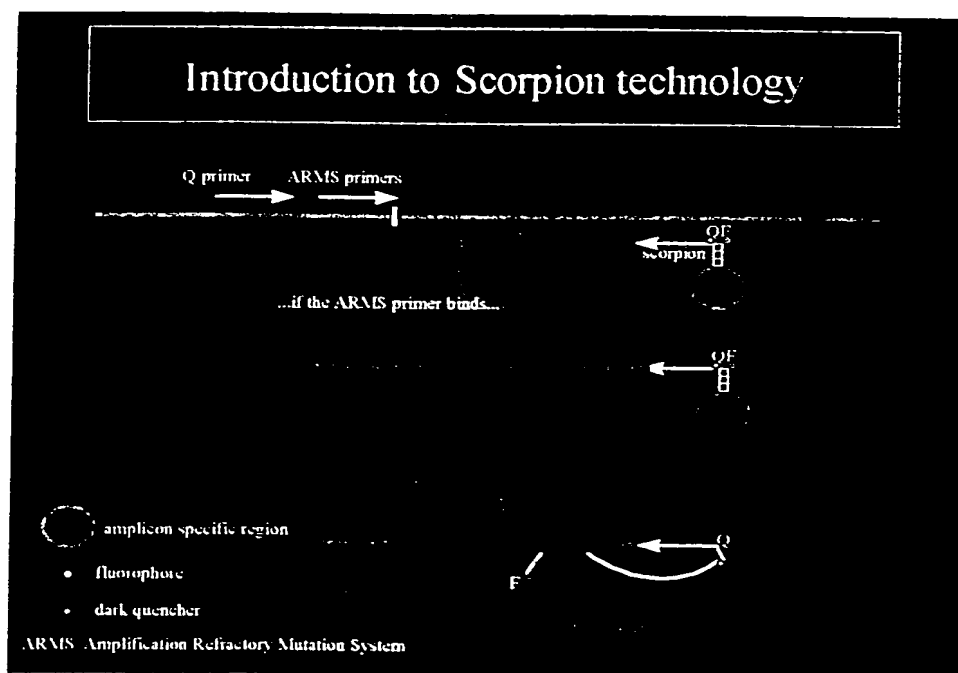 Introduction to Scorpion technology
Q primer ARMS primers
QF
scorpion
...if the ARMS primer binds...
QF
amplicon specific region
Q
fluorophore
F
dark quencher
ARMS Amplification Refractory Mutation System